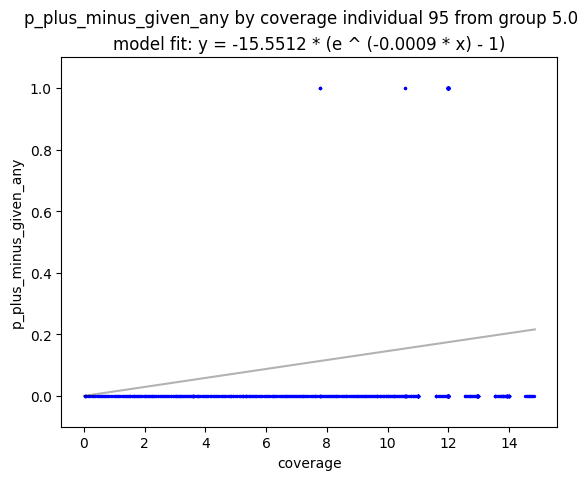 p_plus_minus_given_any by coverage individual 95 from group 5.0
model fit: y = -15.5512 * (e ^ (-0.0009 * x) - 1)
1.0
0.8
0.6
0.4
0.2
0.0
p_plus_minus_given_any
0 2 4 6 8 10 12 14
coverage